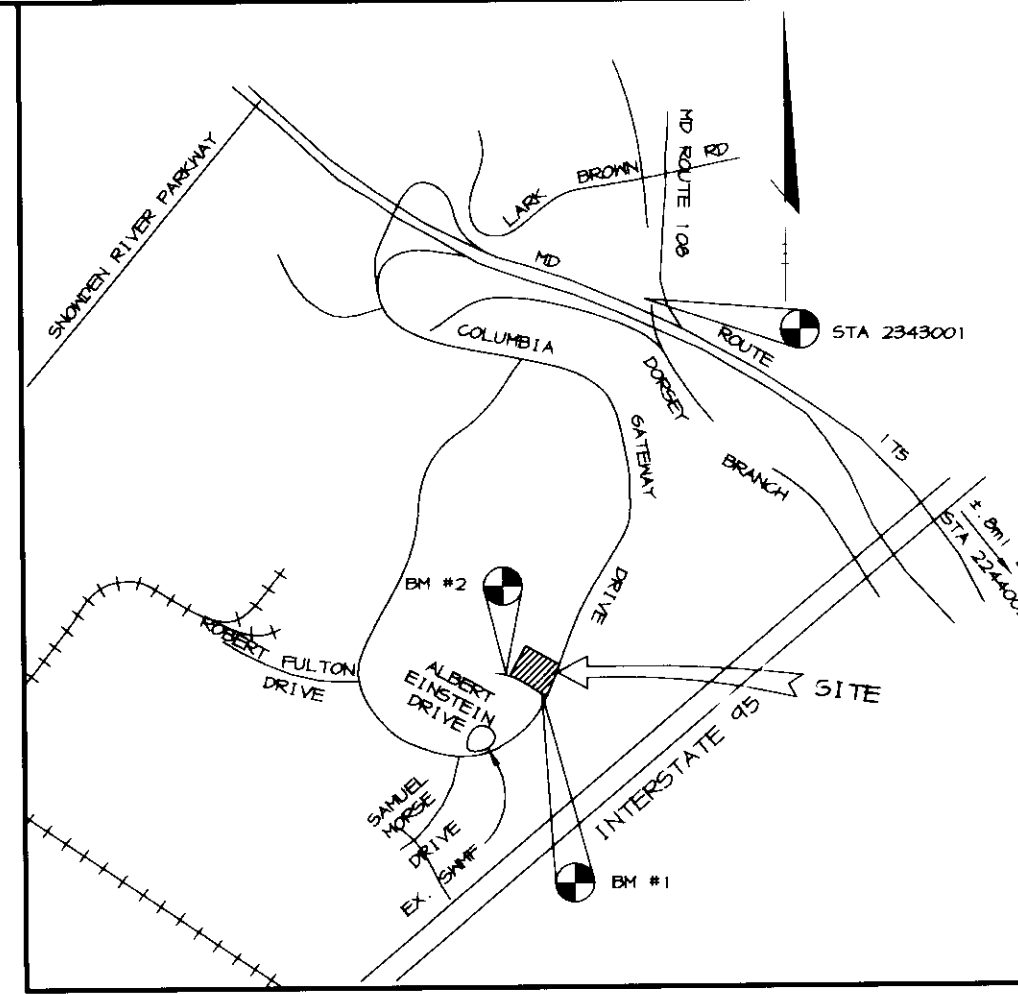 SNOWDEN RIVER PARKWAY
LARK BROWN RD
MD ROUTE 108
MD ROUTE 175
STA 2343001
COLUMBIA GATEWAY DRIVE
DORSEY
BRANCH
±.8mi
BM #2
ROBERT FULTON
DRIVE
ALBERT
EINSTEIN
DRIVE
SITE
SAMUEL
MORSE
DRIVE
EX. SWMF
INTERSTATE 95
BM #1